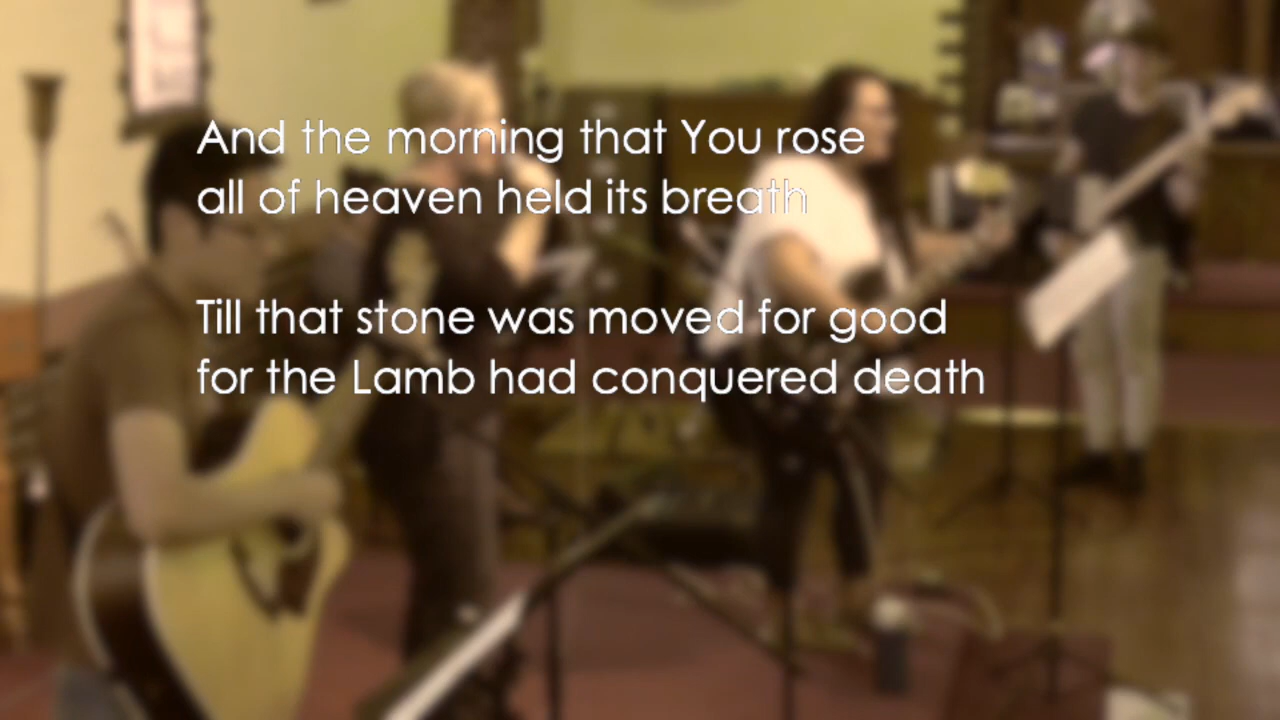 And the morning that You rose
all of heaven held its breath
Till that stone was moved for good
for the Lamb had conquered death